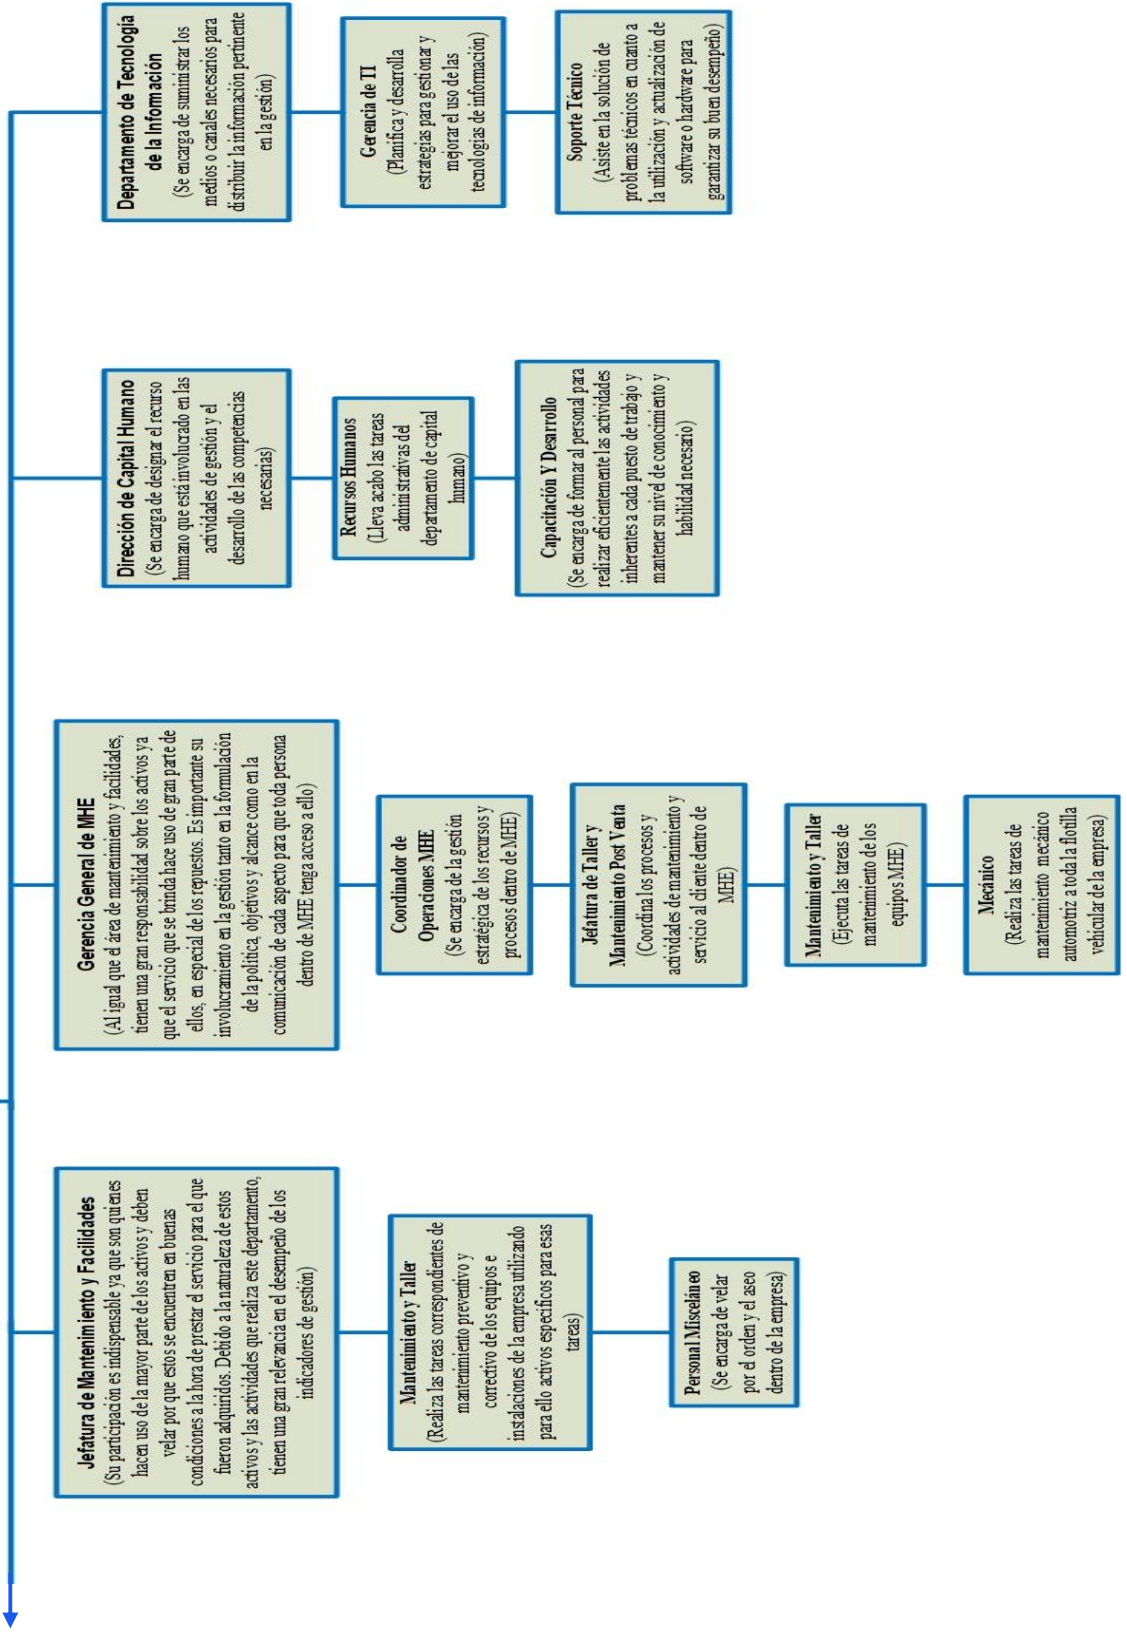 Jefatura de Mantenimiento y Facilidades
(Su participación es indispensable ya que son quienes
hacen uso de la mayor parte de los activos y deben
velar por que estos se encuentren en buenas
condiciones a la hora de prestar el servicio para el que
fueron adquiridos. Debido a la naturaleza de estos
activos y las actividades que realiza este departamento,
tienen una gran relevancia en el desempeño de los
indicadores de gestión)
Mantenimiento y Taller
(Realiza las tareas correspondientes de
mantenimiento preventivo y
correctivo de los equipos e
instalaciones de la empresa utilizando
para ello activos específicos para esas
tareas)
Personal Misceláneo
(Se encarga de velar
por el orden y el aseo
dentro de la empresa)
Gerencia General de MHE
(Al igual que el área de mantenimiento y facilidades,
tienen una gran responsabilidad sobre los activos ya
que el servicio que se brinda hace uso de gran parte de
ellos, en especial de los repuestos. Es importante su
involucramiento en la gestión tanto en la formulación
de la política, objetivos y alcance como en la
comunicación de cada aspecto para que toda persona
dentro de MHE tenga acceso a ello)
Coordinador de
Operaciones MHE
(Se encarga de la gestión
estratégica de los recursos y
procesos dentro de MHE)
Jefatura de Taller y
Mantenimiento Post Venta
(Coordina los procesos y
actividades de mantenimiento y
servicio al cliente dentro de
MHE)
Mantenimiento y Taller
(Ejecuta las tareas de
mantenimiento de los
equipos MHE)
Mecánico
(Realiza las tareas de
mantenimiento mecánico
automotriz a toda la flotilla
vehicular de la empresa)
Dirección de Capital Humano
(Se encarga de designar el recurso
humano que está involucrado en las
actividades de gestión y el
desarrollo de las competencias
necesarias)
Recursos Humanos
(Lleva acabo las tareas
administrativas del
departamento de capital
humano)
Capacitación Y Desarrollo
(Se encarga de formar al personal para
realizar eficientemente las actividades
inherentes a cada puesto de trabajo y
mantener su nivel de conocimiento y
habilidad necesario)
Departamento de Tecnología
de la Información
(Se encarga de suministrar los
medios o canales necesarios para
distribuir la información pertinente
en la gestión)
Gerencia de TI
(Planifica y desarrolla
estrategias para gestionar y
mejorar el uso de las
tecnologías de información)
Soporte Técnico
(Asiste en la solución de
problemas técnicos en cuanto a
la utilización y actualización de
software o hardware para
garantizar su buen desempeño)